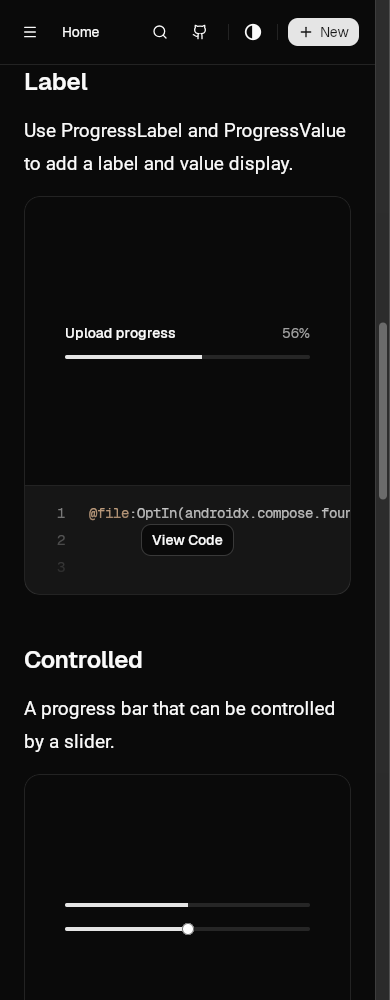 Home
New
Label
Use ProgressLabel and ProgressValue
to add a label and value display.
Upload progress 56%
1 @file:OptIn(androidx.compose.four
2
View Code
3
Controlled
A progress bar that can be controlled
by a slider.